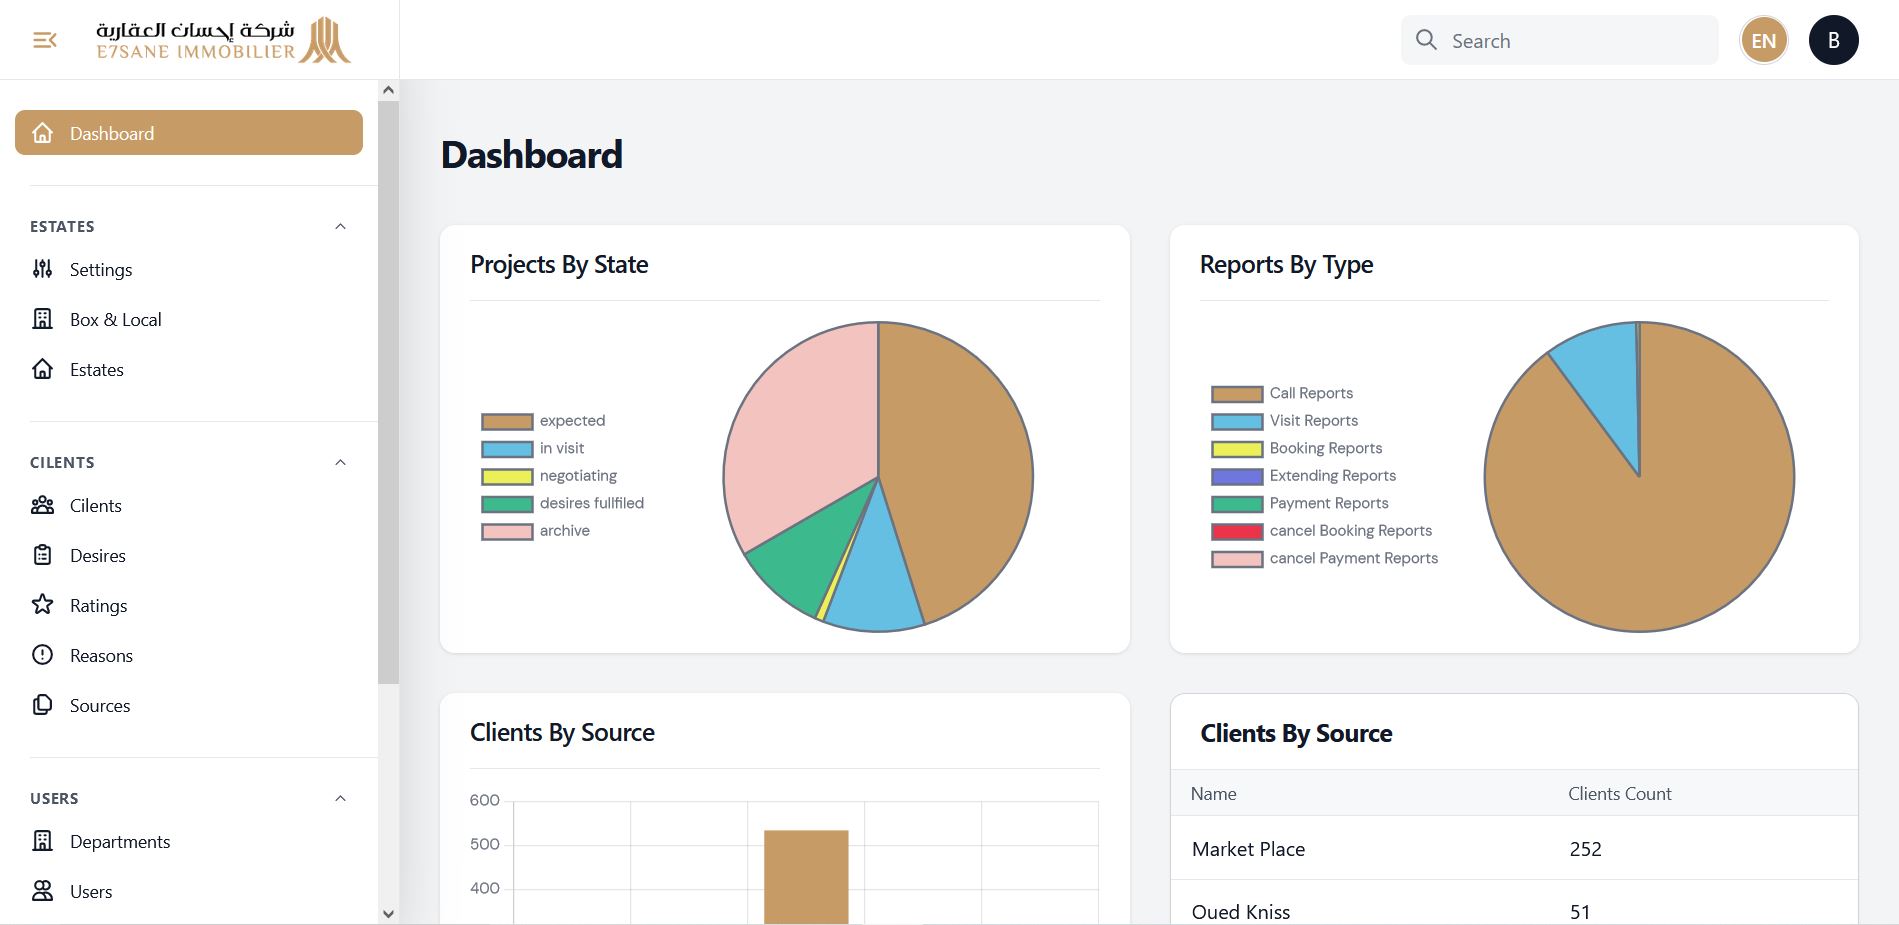 شركة إحسان العقارية
E7SANE IMMOBILIER
Search
EN
B
Dashboard
ESTATES
Settings
Box & Local
Estates
CILENTS
Cilents
Desires
Ratings
Reasons
Sources
USERS
Departments
Users
Dashboard
Projects By State
expected
in visit
negotiating
desires fullfiled
archive
Reports By Type
Call Reports
Visit Reports
Booking Reports
Extending Reports
Payment Reports
cancel Booking Reports
cancel Payment Reports
Clients By Source
600
500
400
Clients By Source
Name Clients Count
Market Place 252
Oued Kniss 51